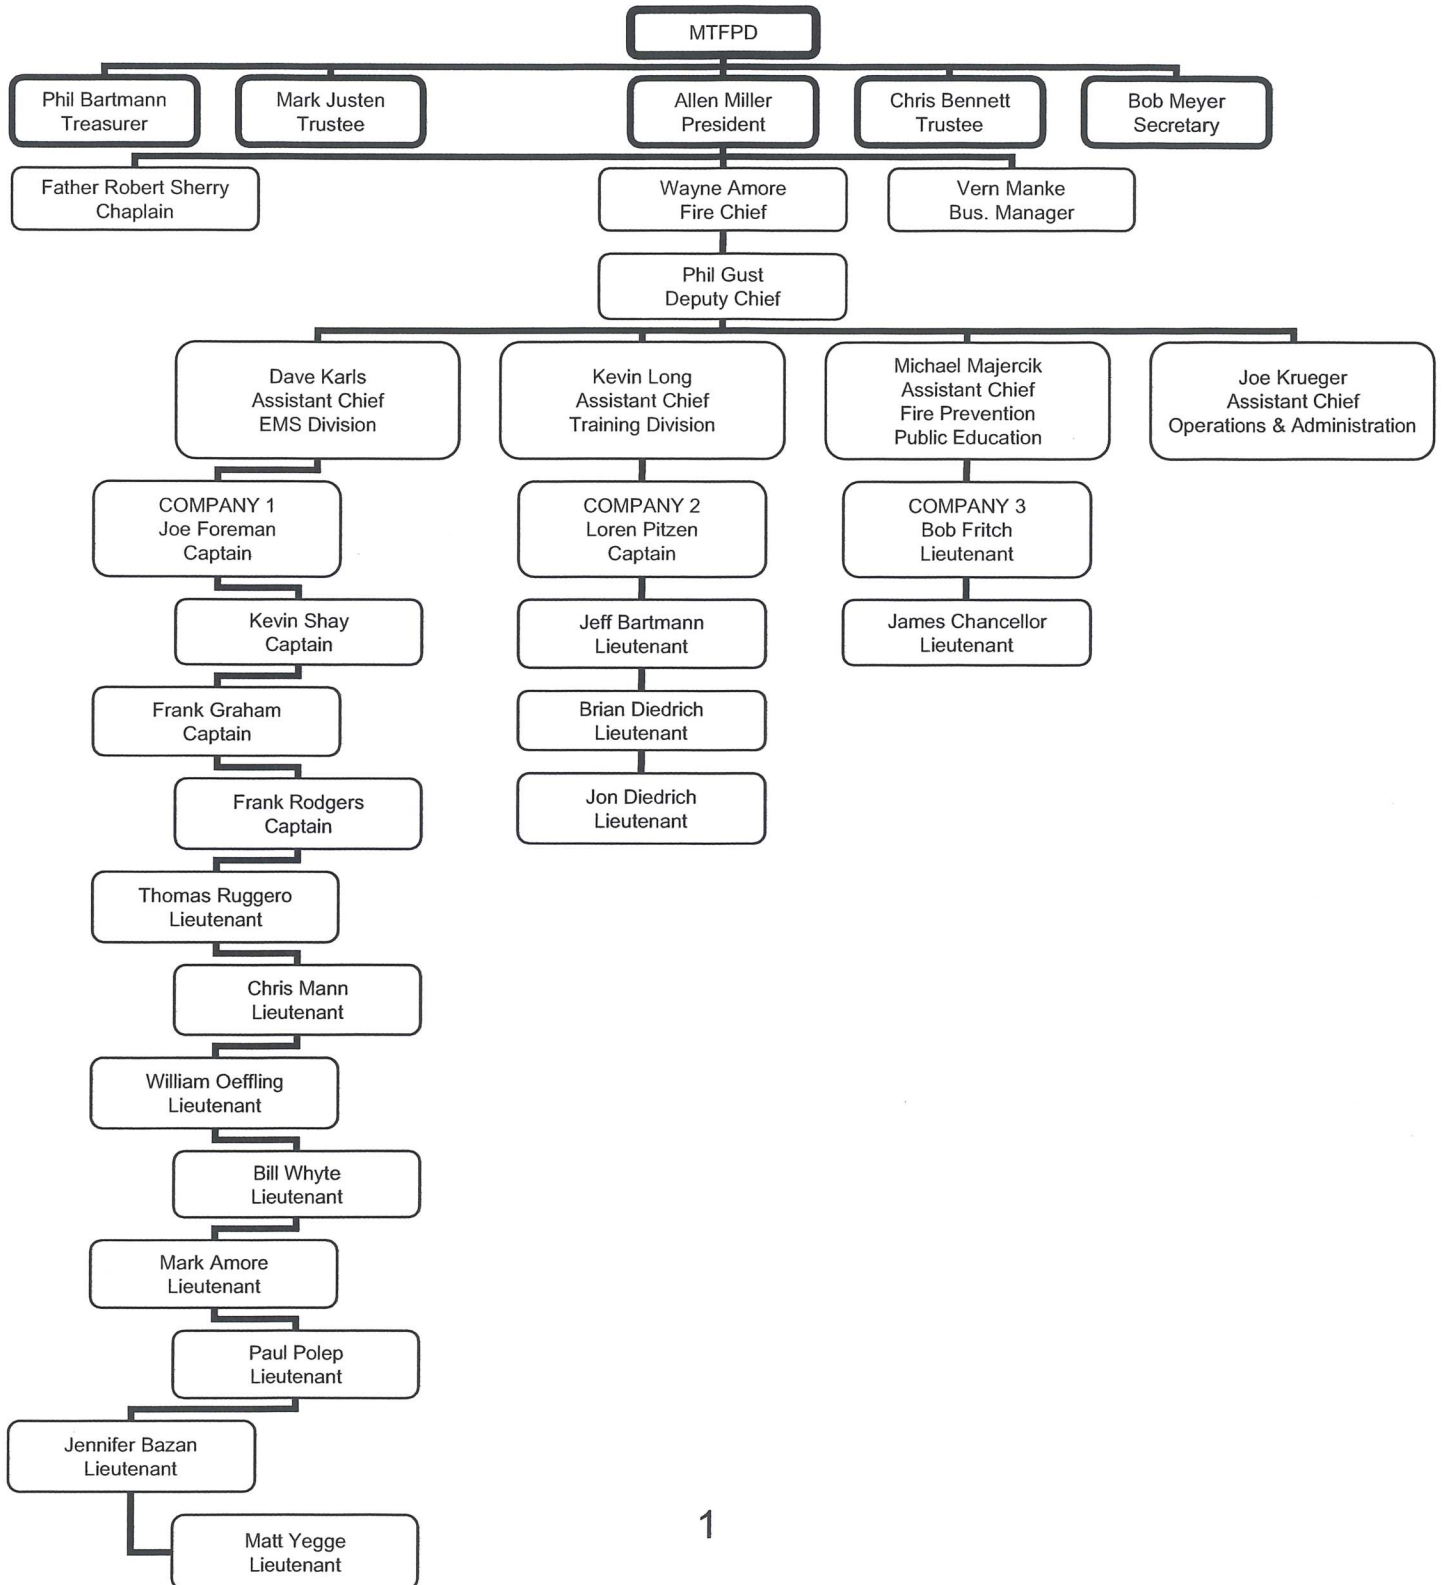 MTFPD
Phil Bartmann
Treasurer
Mark Justen
Trustee
Allen Miller
President
Chris Bennett
Trustee
Bob Meyer
Secretary
Father Robert Sherry
Chaplain
Wayne Amore
Fire Chief
Vern Manke
Bus. Manager
Phil Gust
Deputy Chief
Dave Karls
Assistant Chief
EMS Division
Kevin Long
Assistant Chief
Training Division
Michael Majercik
Assistant Chief
Fire Prevention
Public Education
Joe Krueger
Assistant Chief
Operations & Administration
COMPANY 1
Joe Foreman
Captain
Kevin Shay
Captain
Frank Graham
Captain
Frank Rodgers
Captain
Thomas Ruggero
Lieutenant
Chris Mann
Lieutenant
William Oeffling
Lieutenant
Bill Whyte
Lieutenant
Mark Amore
Lieutenant
Paul Polep
Lieutenant
Jennifer Bazan
Lieutenant
Matt Yegge
Lieutenant
COMPANY 2
Loren Pitzen
Captain
Jeff Bartmann
Lieutenant
Brian Diedrich
Lieutenant
Jon Diedrich
Lieutenant
COMPANY 3
Bob Fritch
Lieutenant
James Chancellor
Lieutenant
1